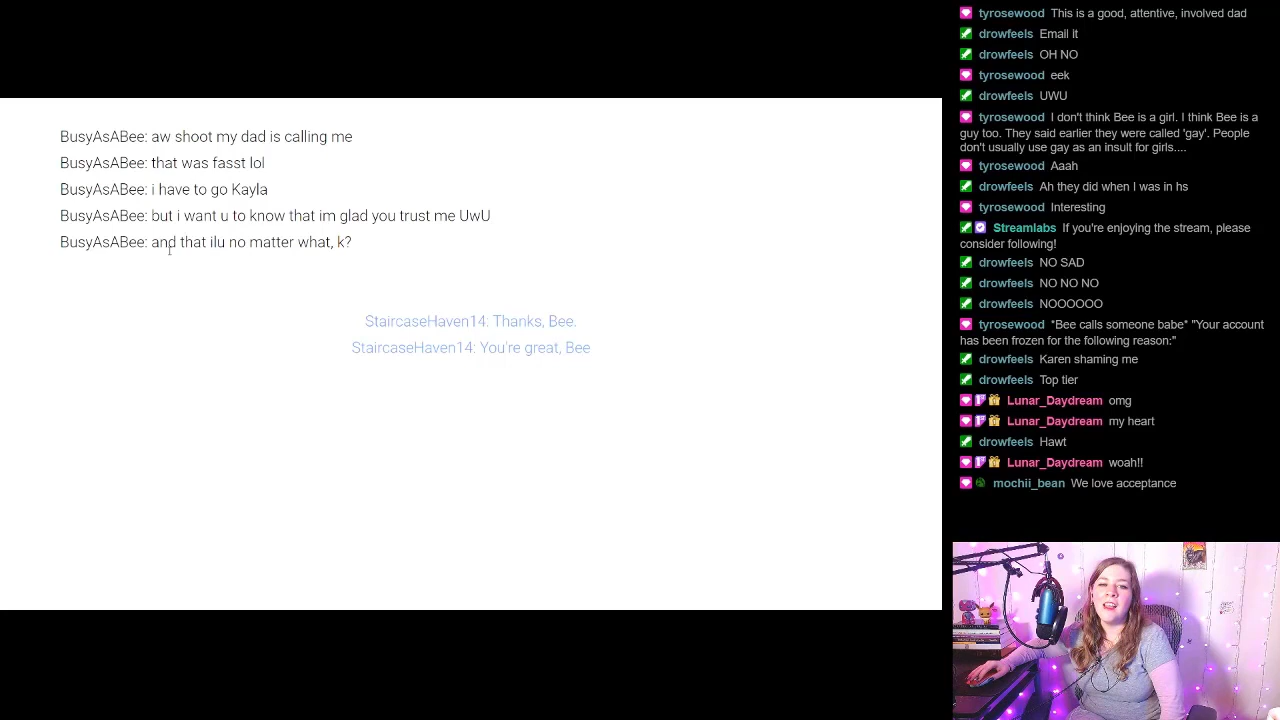 BusyAsABee: aw shoot my dad is calling me
BusyAsABee: that was fasst lol
BusyAsABee: i have to go Kayla
BusyAsABee: but i want u to know that im glad you trust me UwU
BusyAsABee: and that ilu no matter what, k?
StaircaseHaven14: Thanks, Bee.
StaircaseHaven14: You're great, Bee
tyrosewood This is a good, attentive, involved dad
drowfeels Email it
drowfeels OH NO
tyrosewood eek
drowfeels UWU
tyrosewood I don't think Bee is a girl. I think Bee is a
guy too. They said earlier they were called 'gay'. People
don't usually use gay as an insult for girls....
tyrosewood Aaah
drowfeels Ah they did when I was in hs
tyrosewood Interesting
Streamlabs If you're enjoying the stream, please
consider following!
drowfeels NO SAD
drowfeels NO NO NO
drowfeels NOOOOOO
tyrosewood *Bee calls someone babe* "Your account
has been frozen for the following reason:"
drowfeels Karen shaming me
drowfeels Top tier
Lunar_Daydream omg
Lunar_Daydream my heart
drowfeels Hawt
Lunar_Daydream woah!!
mochii_bean We love acceptance